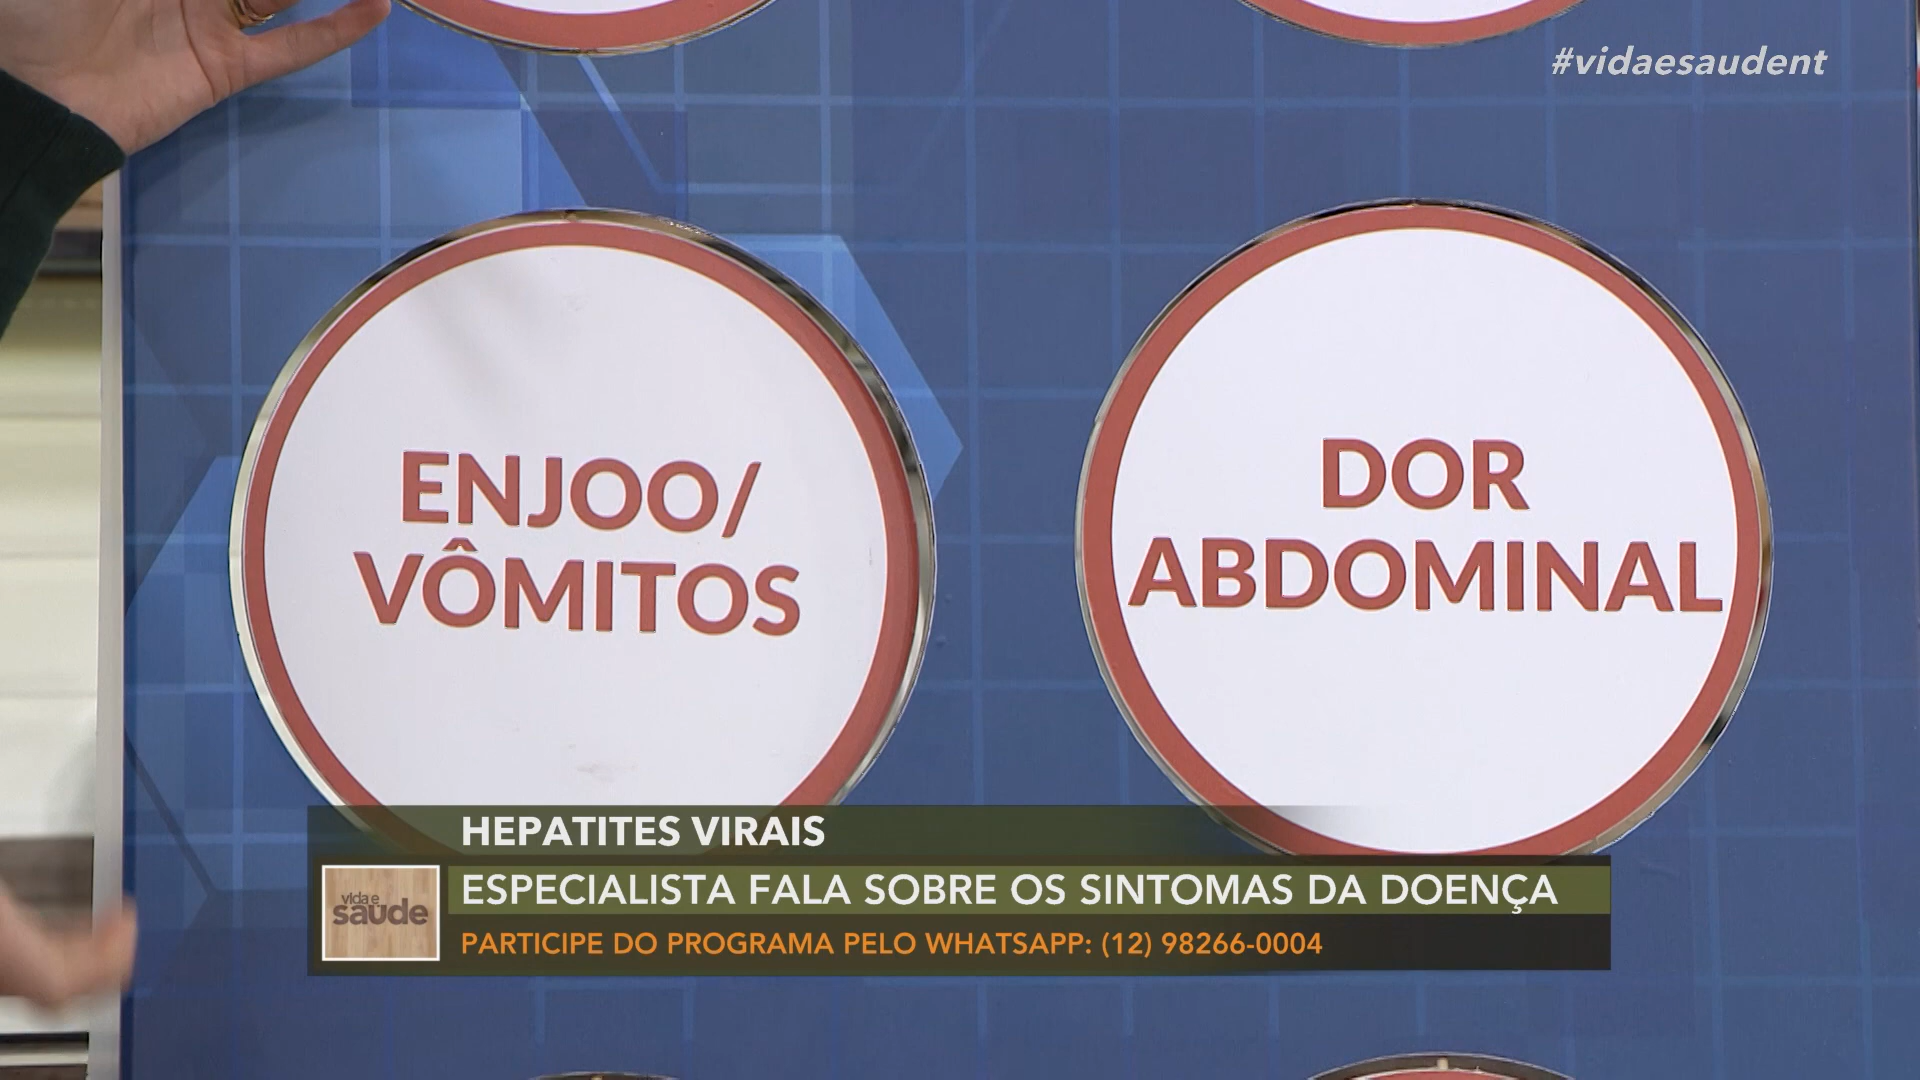 #vidaesaudent
ENJOO/
VÔMITOS
DOR
ABDOMINAL
HEPATITES VIRAIS
vida e
saúde
ESPECIALISTA FALA SOBRE OS SINTOMAS DA DOENÇA
PARTICIPE DO PROGRAMA PELO WHATSAPP: (12) 98266-0004